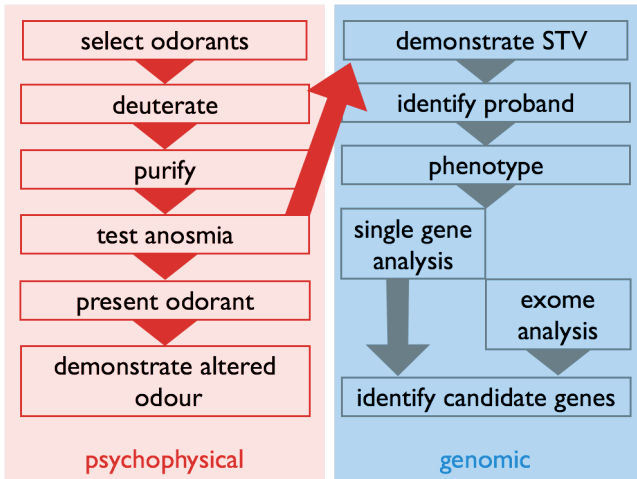 select odorants
deuterate
purify
test anosmia
present odorant
demonstrate altered
odour
psychophysical
demonstrate STV
identify proband
phenotype
single gene
analysis
exome
analysis
identify candidate genes
genomic